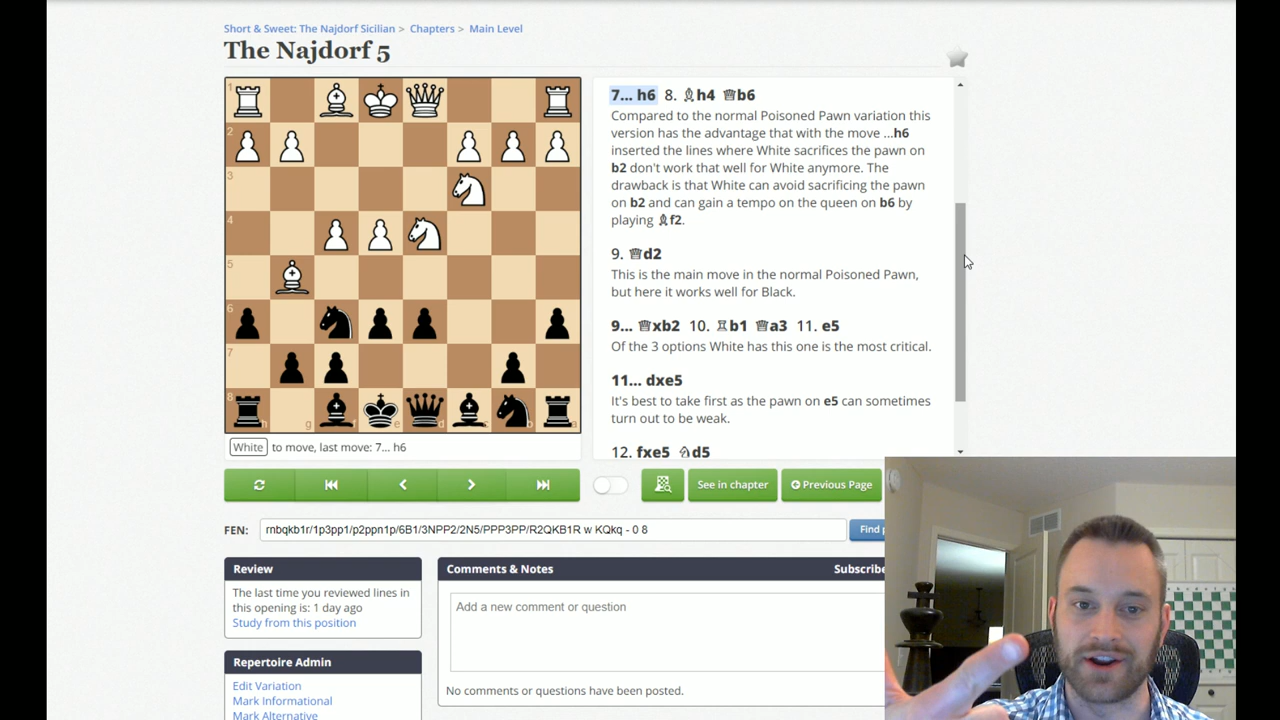 Short & Sweet: The Najdorf Sicilian > Chapters > Main Level
The Najdorf 5
1
2
3
4
5
6
7
8
h
g
f
e
d
c
b
a
White to move, last move: 7... h6
7... h6 8. ♗h4 ♕b6
Compared to the normal Poisoned Pawn variation this
version has the advantage that with the move ...h6
inserted the lines where White sacrifices the pawn on
b2 don't work that well for White anymore. The
drawback is that White can avoid sacrificing the pawn
on b2 and can gain a tempo on the queen on b6 by
playing ♗f2.
9. ♕d2
This is the main move in the normal Poisoned Pawn,
but here it works well for Black.
9... ♕xb2 10. ♖b1 ♕a3 11. e5
Of the 3 options White has this one is the most critical.
11... dxe5
It's best to take first as the pawn on e5 can sometimes
turn out to be weak.
12. fxe5 ♘d5
See in chapter
Previous Page
FEN: rnbqkb1r/1p3pp1/p2ppn1p/6B1/3NPP2/2N5/PPP3PP/R2QKB1R w KQkq - 0 8
Find
Review
The last time you reviewed lines in
this opening is: 1 day ago
Study from this position
Comments & Notes
Subscribe
Add a new comment or question
No comments or questions have been posted.
Repertoire Admin
Edit Variation
Mark Informational
Mark Alternative